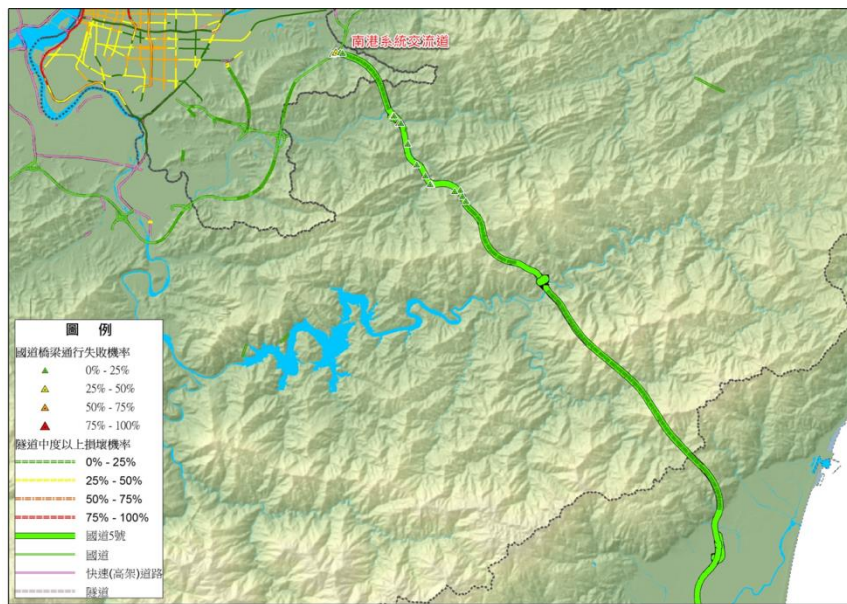 南港系統交流道
圖 例
國道橋梁通行失敗機率
0% - 25%
25% - 50%
50% - 75%
75% - 100%
隧道中度以上損壞機率
0% - 25%
25% - 50%
50% - 75%
75% - 100%
國道5號
國道
快速(高架)道路
隧道